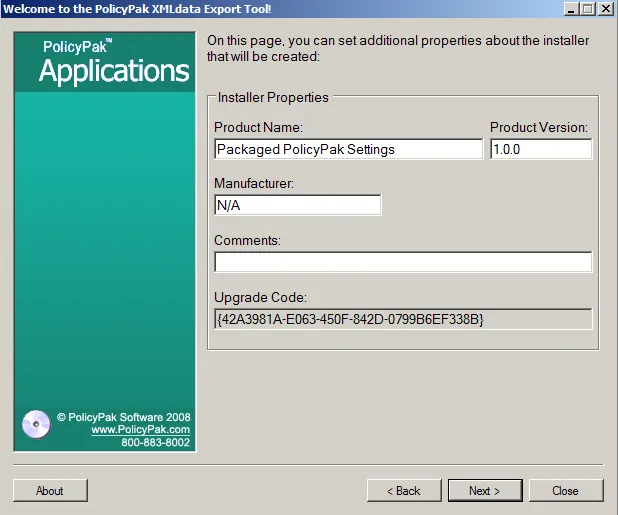 Welcome to the PolicyPak XMLdata Export Tool!
PolicyPak™
Applications
On this page, you can set additional properties about the installer
that will be created:
Installer Properties
Product Name: Product Version:
Packaged PolicyPak Settings 1.0.0
Manufacturer:
N/A
Comments:
Upgrade Code:
{42A3981A-E063-450F-842D-0799B6EF338B}
© PolicyPak Software 2008
www.PolicyPak.com
800-883-8002
About < Back Next > Close